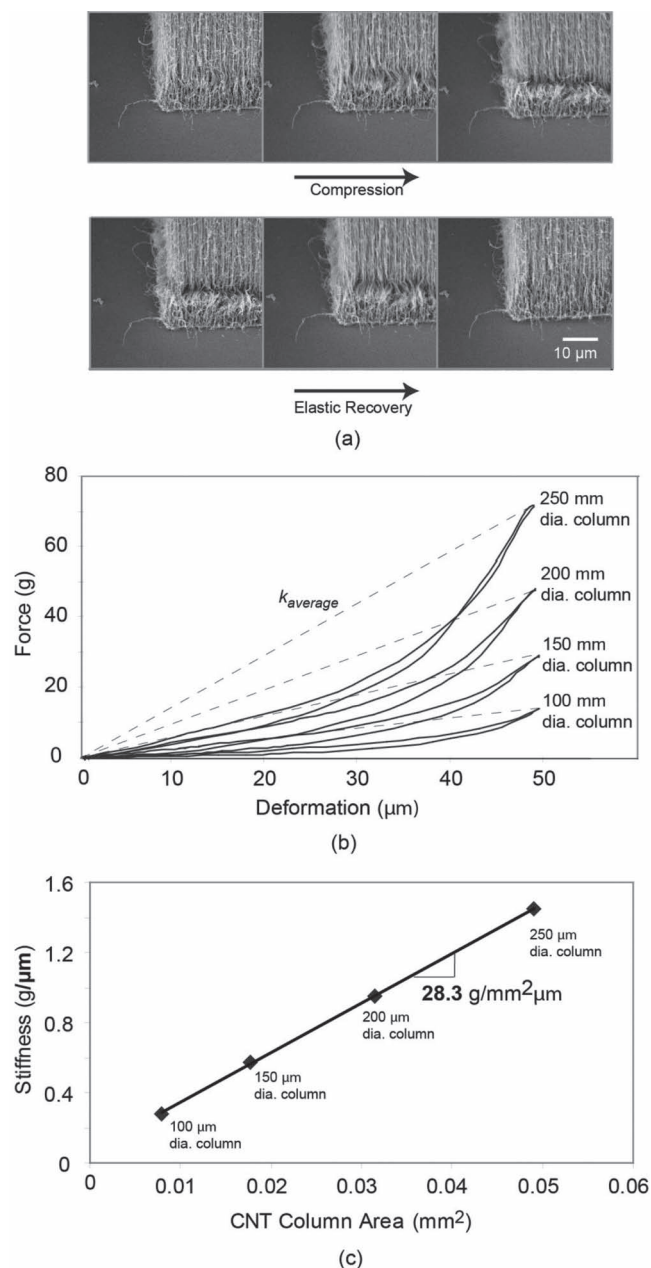 Compression
10 µm
Elastic Recovery
(a)
80
60
40
20
0
Force (g)
kaverage
250 mm
dia. column
200 mm
dia. column
150 mm
dia. column
100 mm
dia. column
0 10 20 30 40 50
Deformation (µm)
(b)
1.6
1.2
0.8
0.4
0
Stiffness (g/µm)
250 µm
dia. column
28.3 g/mm²µm
200 µm
dia. column
150 µm
dia. column
100 µm
dia. column
0 0.01 0.02 0.03 0.04 0.05 0.06
CNT Column Area (mm²)
(c)